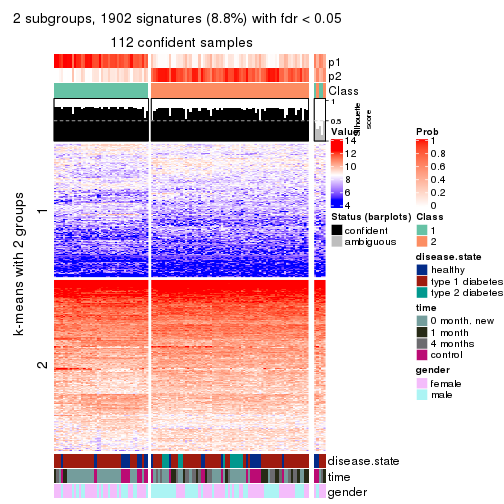 2 subgroups, 1902 signatures (8.8%) with fdr < 0.05
112 confident samples
p1
p2
Class
1
0.5
0
Silhouette
score
k-means with 2 groups
1
2
Value
14
12
10
8
6
4
Prob
1
0.8
0.6
0.4
0.2
0
Status (barplots)
confident
ambiguous
Class
1
2
disease.state
healthy
type 1 diabetes
type 2 diabetes
time
0 month. new
1 month
4 months
control
gender
female
male
disease.state
time
gender